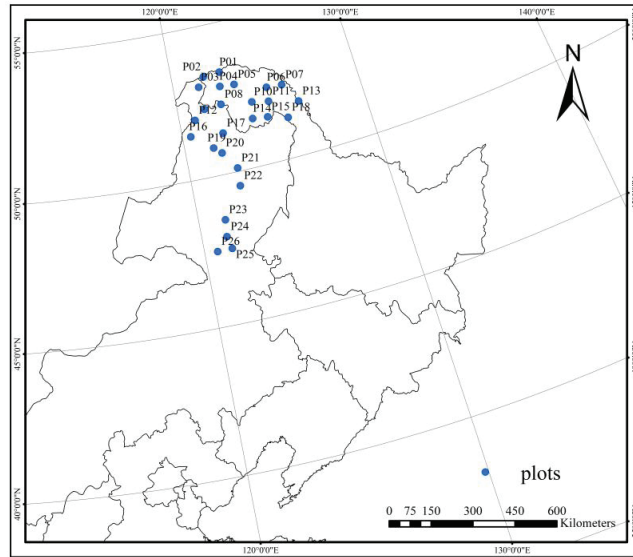 120°0'0"E
130°0'0"E
140°0'0"E
55°0'0"N
50°0'0"N
45°0'0"N
40°0'0"N
N
P01
P02
P03
P04
P05
P06
P07
P08
P10
P11
P13
P12
P14
P15
P18
P16
P17
P19
P20
P21
P22
P23
P24
P26
P25
plots
0 75 150 300 450 600
Kilometers
120°0'0"E
130°0'0"E